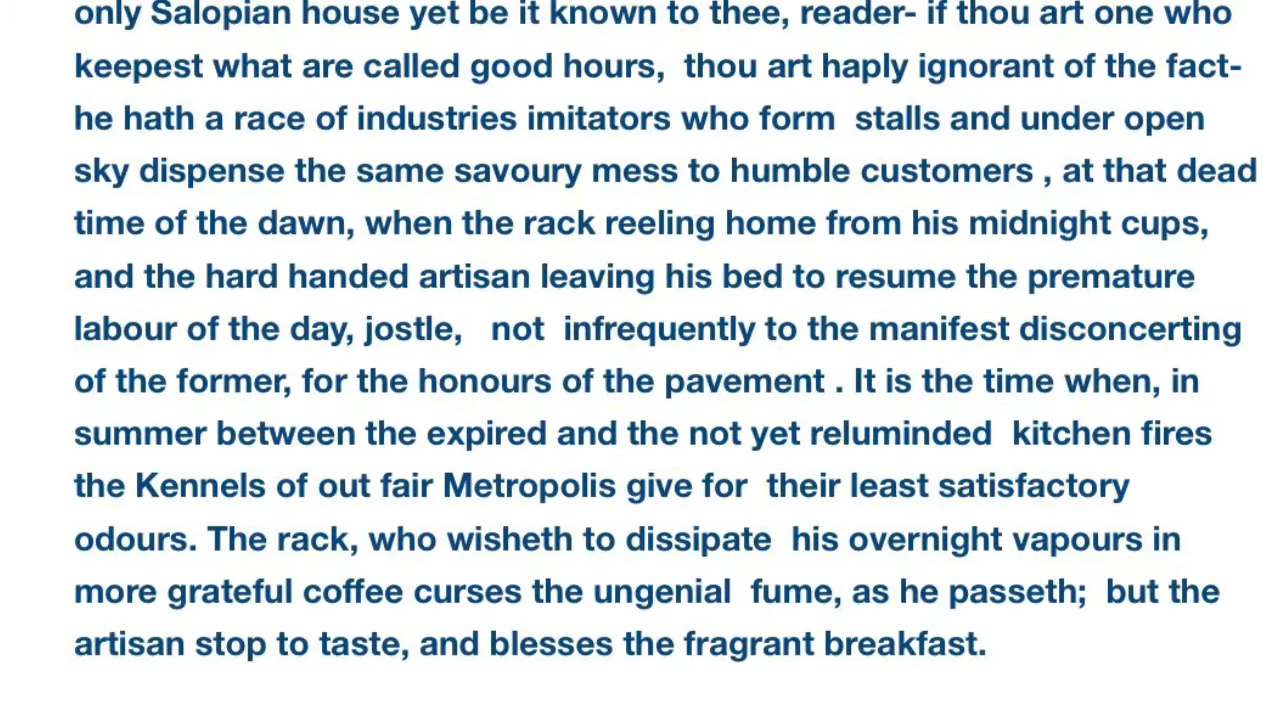 only Salopian house yet be it known to thee, reader- if thou art one who
keepest what are called good hours,  thou art haply ignorant of the fact-
he hath a race of industries imitators who form  stalls and under open
sky dispense the same savoury mess to humble customers , at that dead
time of the dawn, when the rack reeling home from his midnight cups,
and the hard handed artisan leaving his bed to resume the premature
labour of the day, jostle,   not  infrequently to the manifest disconcerting
of the former, for the honours of the pavement . It is the time when, in
summer between the expired and the not yet reluminded  kitchen fires
the Kennels of out fair Metropolis give for  their least satisfactory
odours. The rack, who wisheth to dissipate  his overnight vapours in
more grateful coffee curses the ungenial  fume, as he passeth;  but the
artisan stop to taste, and blesses the fragrant breakfast.